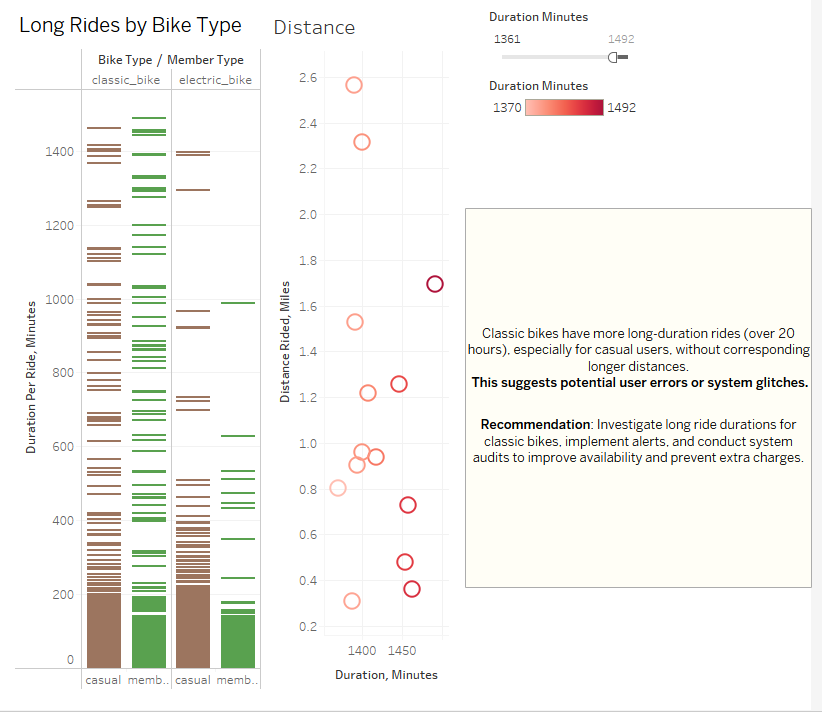 Long Rides by Bike Type
Bike Type / Member Type
classic_bike electric_bike
Duration Per Ride, Minutes
1400
1200
1000
800
600
400
200
0
casual memb.. casual memb..
Distance
Distance Rided, Miles
2.6
2.4
2.2
2.0
1.8
1.6
1.4
1.2
1.0
0.8
0.6
0.4
0.2
1400 1450
Duration, Minutes
Duration Minutes
1361 1492
Duration Minutes
1370 1492
Classic bikes have more long-duration rides (over 20
hours), especially for casual users, without corresponding
longer distances.
This suggests potential user errors or system glitches.
Recommendation: Investigate long ride durations for
classic bikes, implement alerts, and conduct system
audits to improve availability and prevent extra charges.